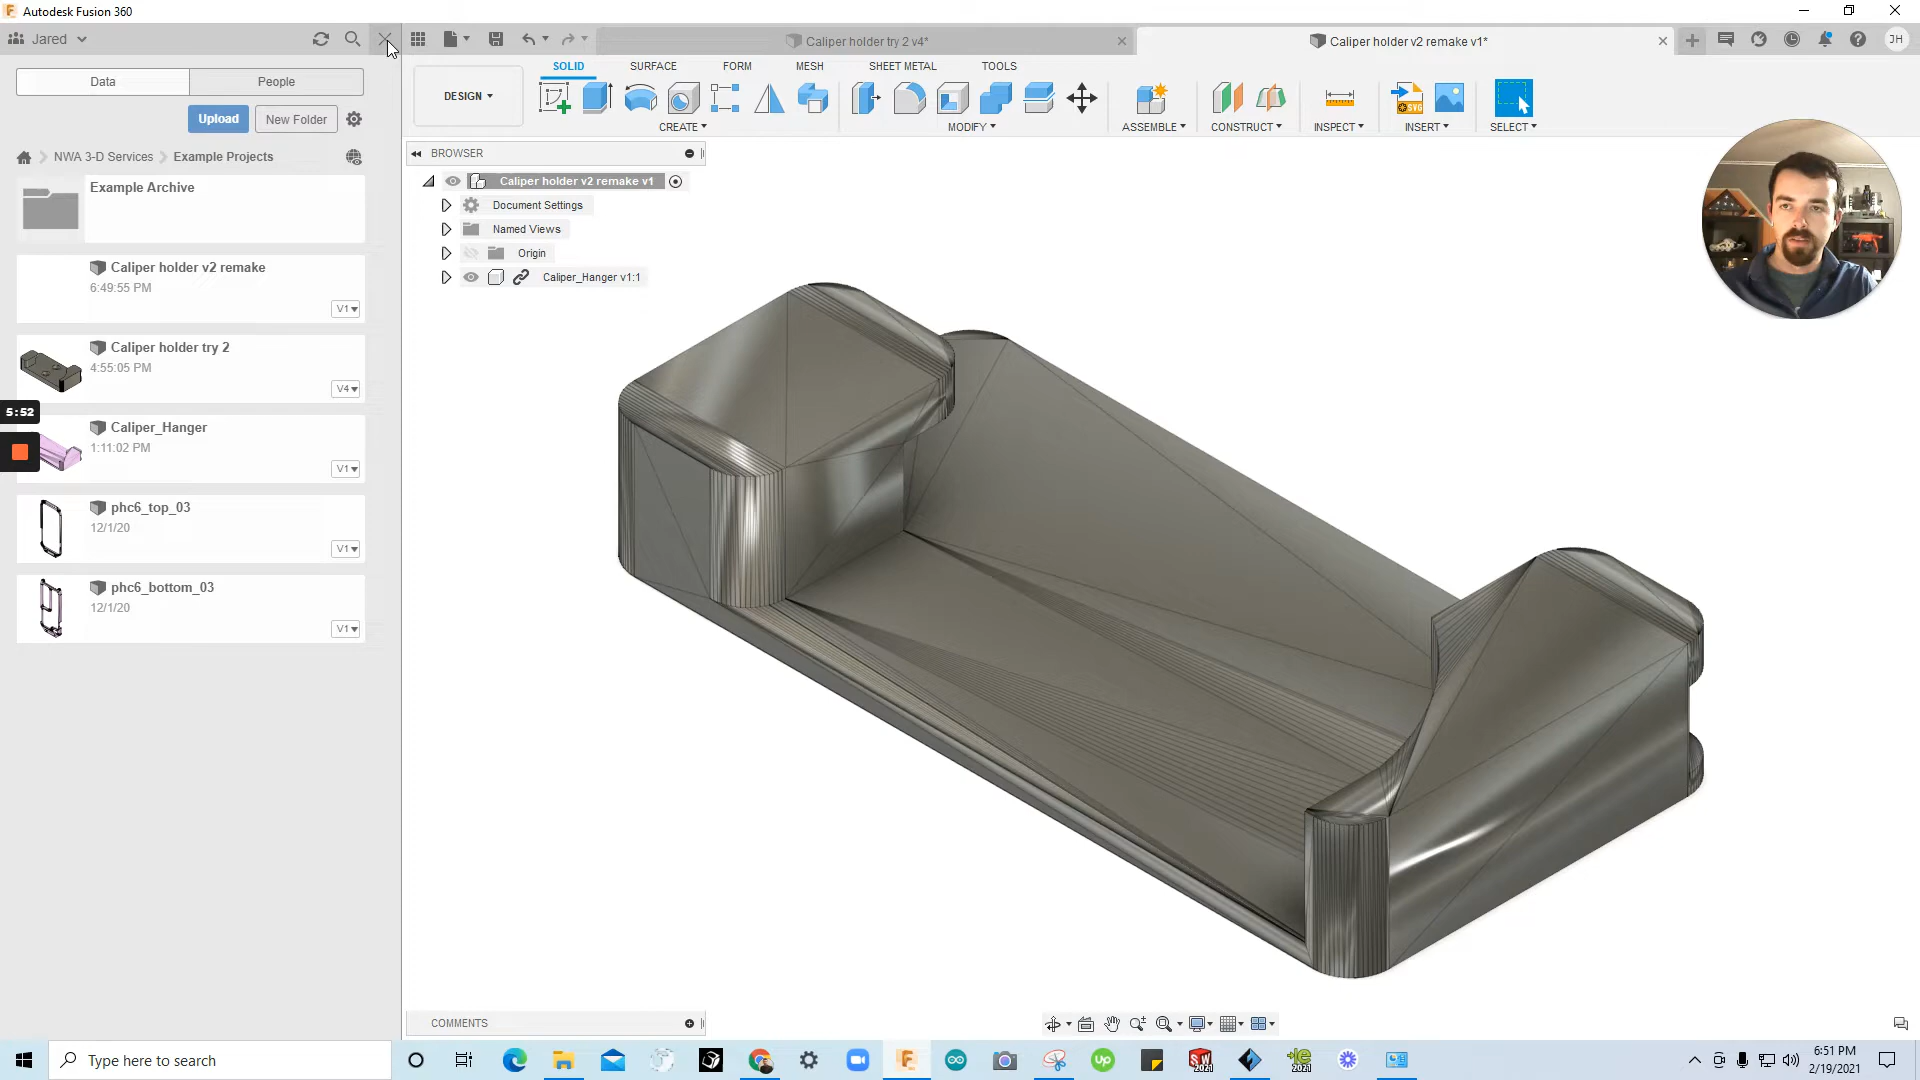 Autodesk Fusion 360
Jared
Caliper holder try 2 v4*
Caliper holder v2 remake v1*
JH
Data
People
Upload
New Folder
NWA 3-D Services
Example Projects
Example Archive
Caliper holder v2 remake
6:49:55 PM
V1
Caliper holder try 2
4:55:05 PM
V4
Caliper_Hanger
1:11:02 PM
V1
phc6_top_03
12/1/20
V1
phc6_bottom_03
12/1/20
V1
5:52
DESIGN
SOLID
SURFACE
FORM
MESH
SHEET METAL
TOOLS
CREATE
MODIFY
ASSEMBLE
CONSTRUCT
INSPECT
SVG
INSERT
SELECT
BROWSER
Caliper holder v2 remake v1
Document Settings
Named Views
Origin
Caliper_Hanger v1:1
COMMENTS
Type here to search
Up
SW
2021
2021
6:51 PM
2/19/2021